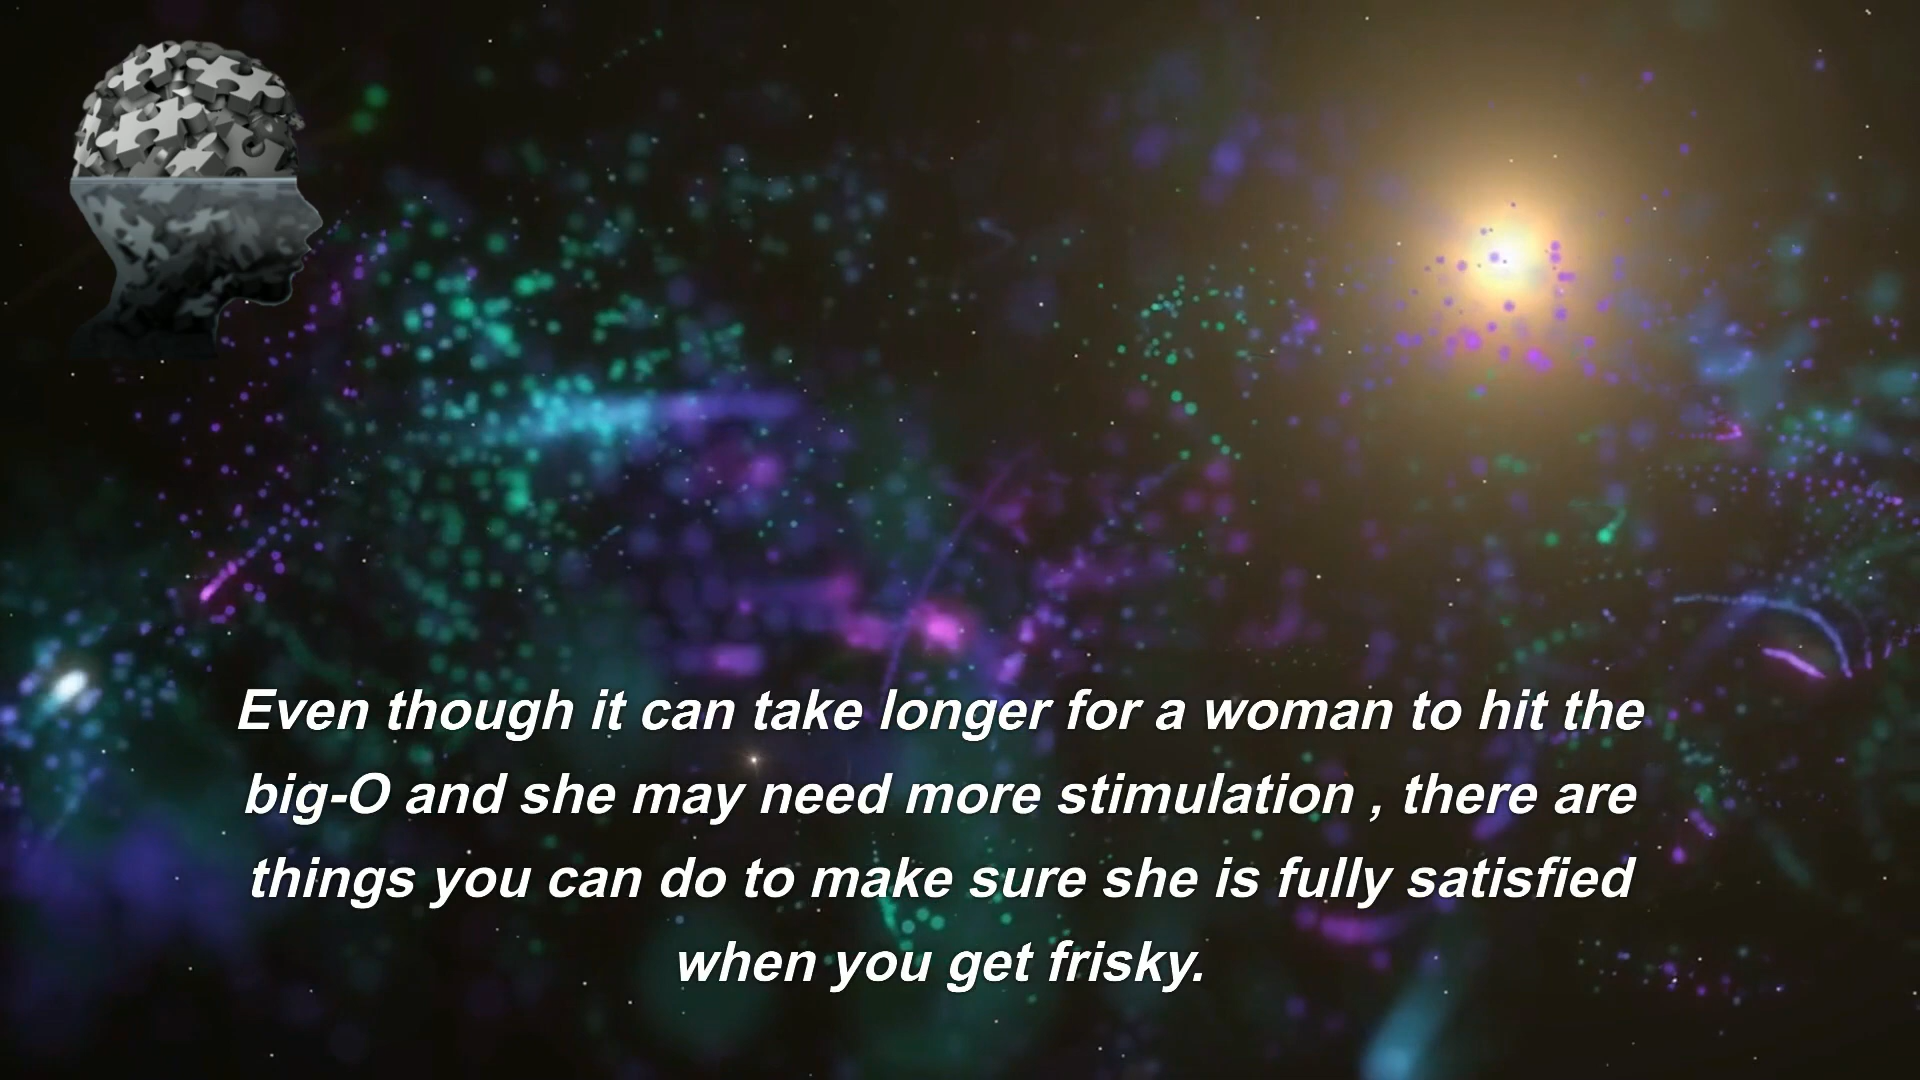 Even though it can take longer for a woman to hit the
big-O and she may need more stimulation , there are
things you can do to make sure she is fully satisfied
when you get frisky.